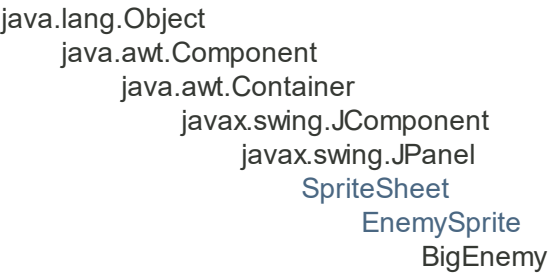 java.lang.Object
java.awt.Component
java.awt.Container
javax.swing.JComponent
javax.swing.JPanel
SpriteSheet
EnemySprite
BigEnemy